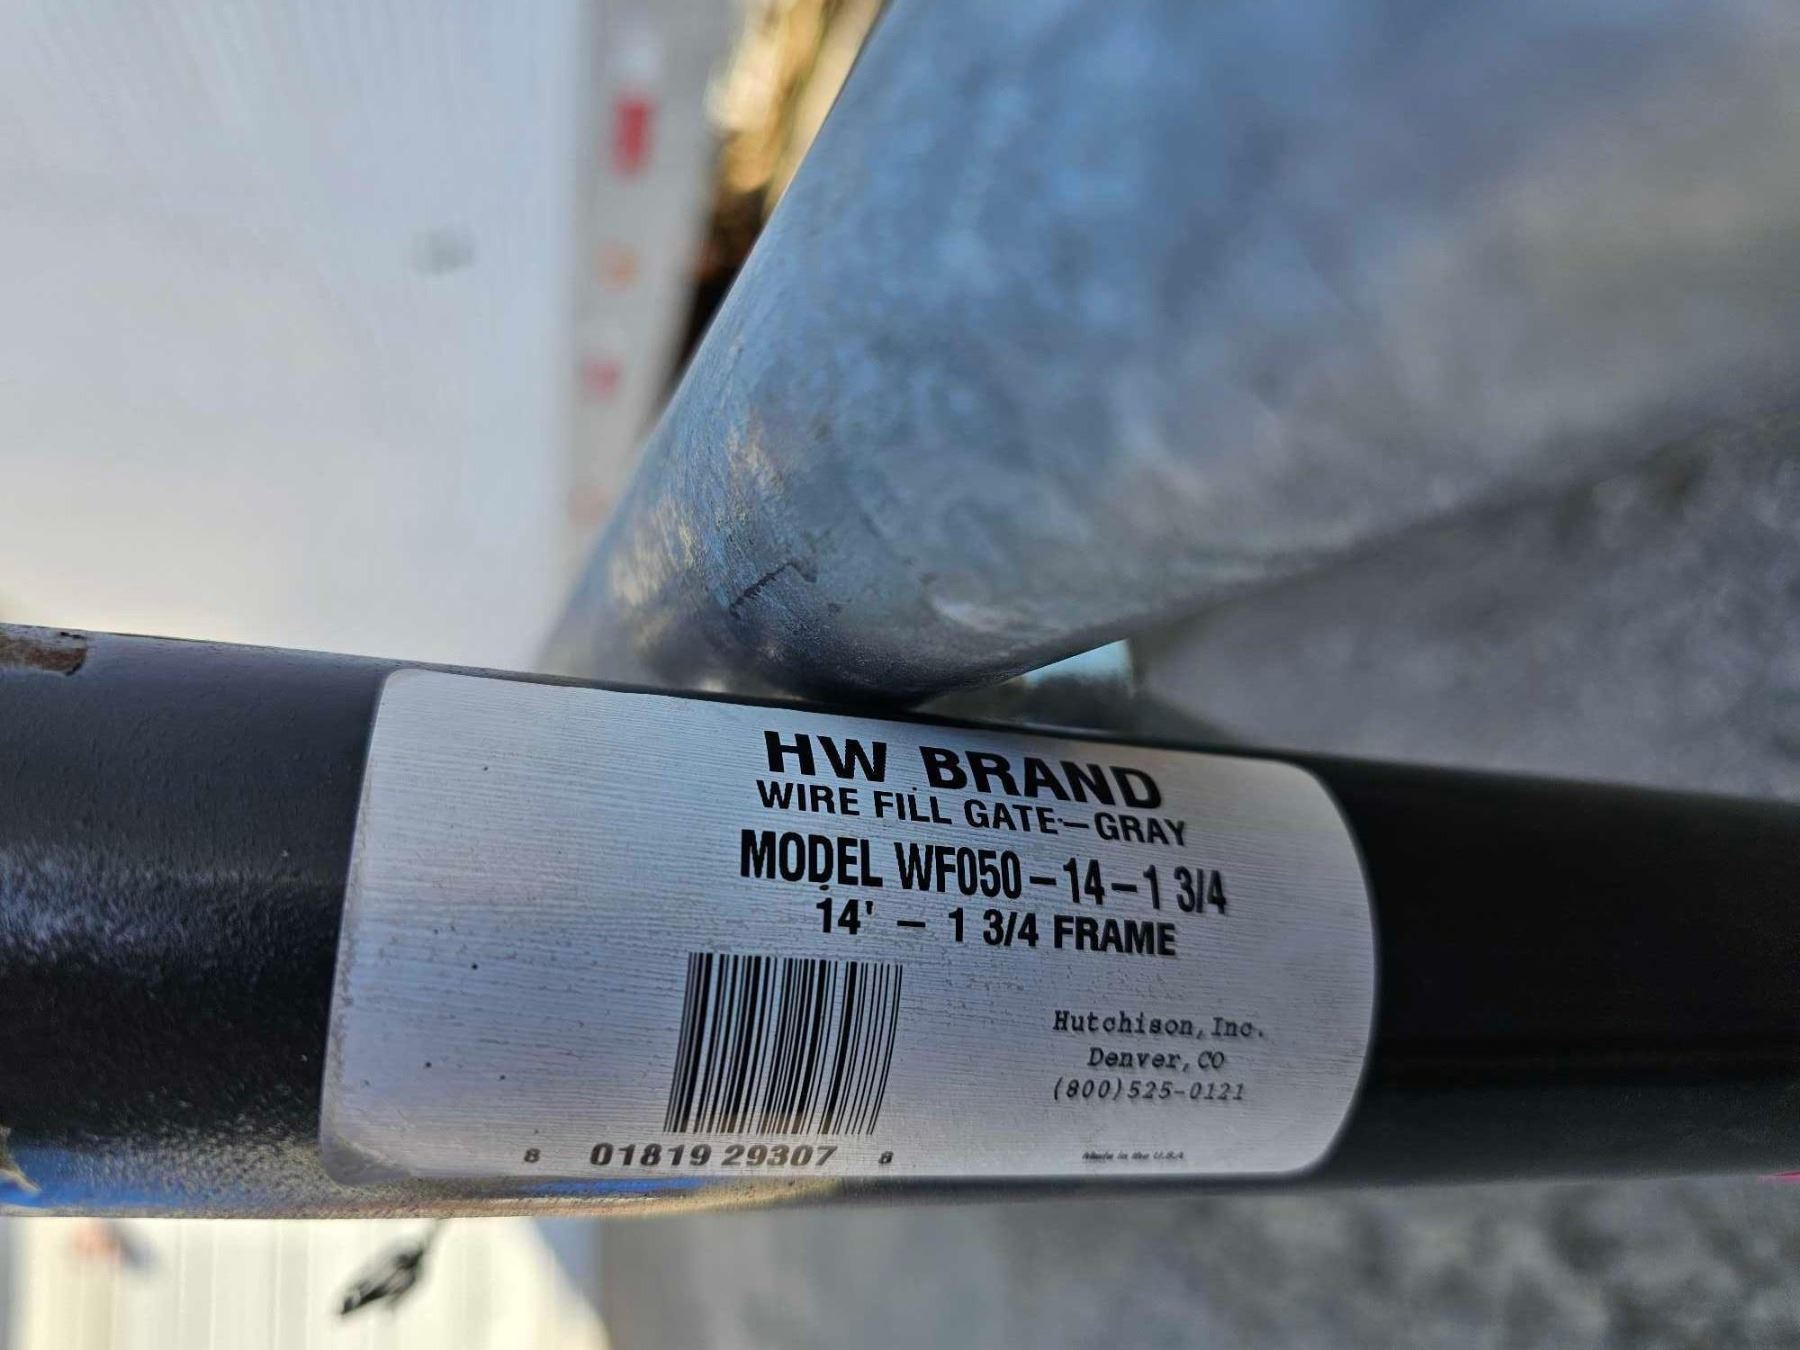 HW BRAND
WIRE FILL GATE-GRAY
MODEL WF050-14-1 3/4
14' - 1 3/4 FRAME
Hutchison, Inc.
Denver, CO
(800)525-0121
8 01819 29307 8
Made in the U.S.A.